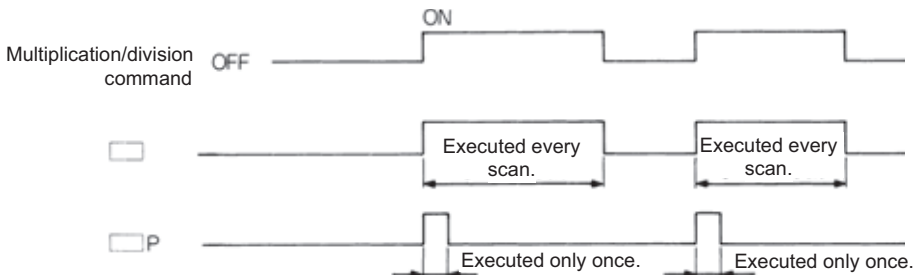 ON
Multiplication/division
command
OFF
Executed every
scan.
Executed every
scan.
P
Executed only once.
Executed only once.